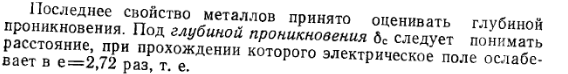 Последнее свойство металлов принято оценивать глубиной
проникновения. Под глубиной проникновения δс следует понимать
расстояние, при прохождении которого электрическое поле ослабе-
вает в e=2,72 раз, т. е.